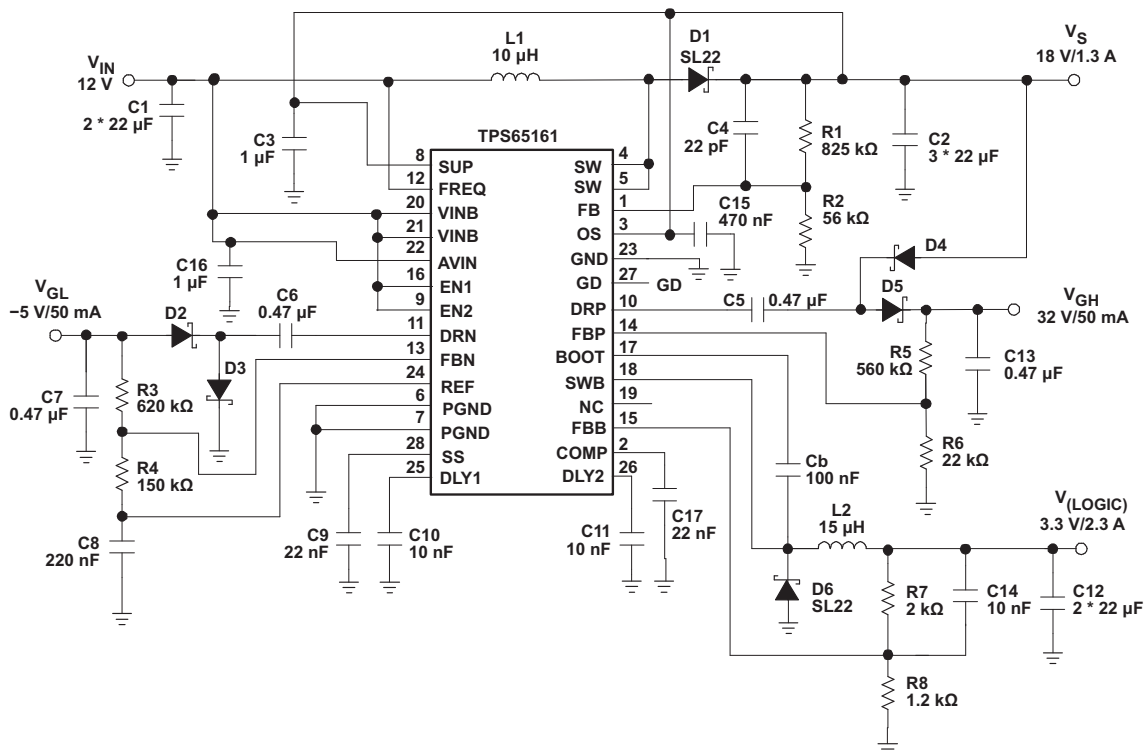 V_IN
12 V
C1
2 * 22 µF
L1
10 µH
D1
SL22
V_S
18 V/1.3 A
C3
1 µF
C4
22 pF
R1
825 kΩ
C2
3 * 22 µF
R2
56 kΩ
C15
470 nF
TPS65161
8
SUP
12
FREQ
20
VINB
21
VINB
22
AVIN
16
EN1
9
EN2
11
DRN
13
FBN
24
REF
6
PGND
7
PGND
28
SS
25
DLY1
4
SW
5
SW
1
FB
3
OS
23
GND
27
GD
GD
10
DRP
14
FBP
17
BOOT
18
SWB
19
NC
15
FBB
2
COMP
26
DLY2
C16
1 µF
V_GL
−5 V/50 mA
D2
C6
0.47 µF
D3
C7
0.47 µF
R3
620 kΩ
R4
150 kΩ
C8
220 nF
C9
22 nF
C10
10 nF
C11
10 nF
C17
22 nF
D4
C5
0.47 µF
D5
V_GH
32 V/50 mA
R5
560 kΩ
C13
0.47 µF
R6
22 kΩ
Cb
100 nF
L2
15 µH
V_(LOGIC)
3.3 V/2.3 A
D6
SL22
R7
2 kΩ
C14
10 nF
C12
2 * 22 µF
R8
1.2 kΩ